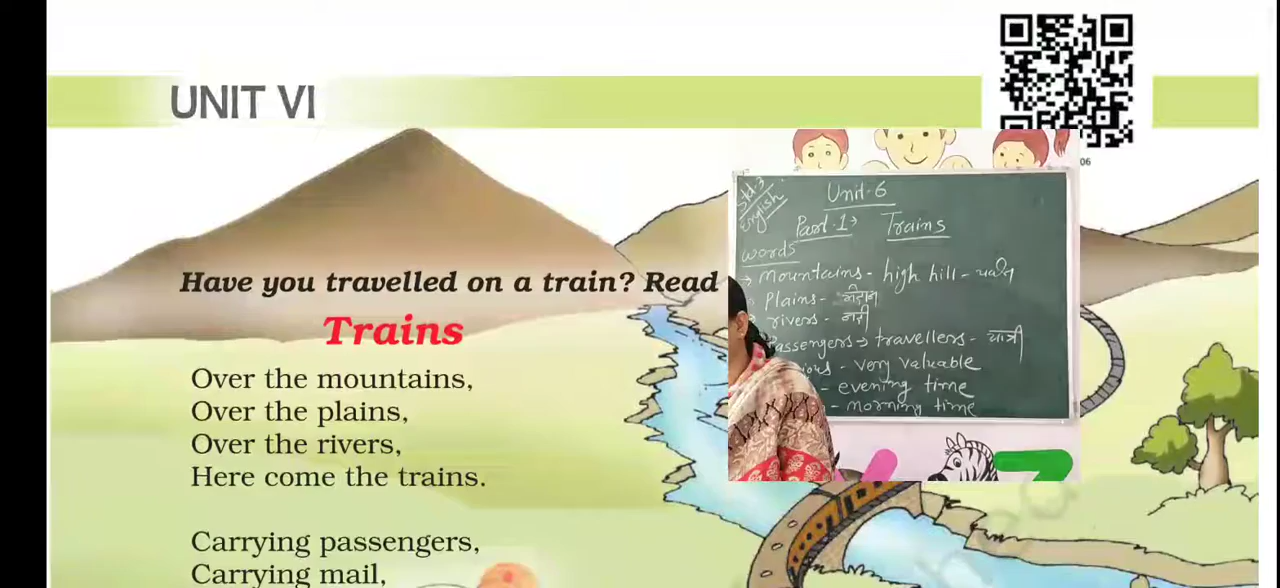 UNIT VI
06
Have you travelled on a train? Read
Trains
Over the mountains,
Over the plains,
Over the rivers,
Here come the trains.
Carrying passengers,
Carrying mail,
Std-3
English
Unit-6
Part-1→ Trains
words
→ mountains - high hill - पर्वत
Plains - मैदान
rivers - नदी
Passengers → travellers - यात्री
- very valuable
- evening time
- morning time